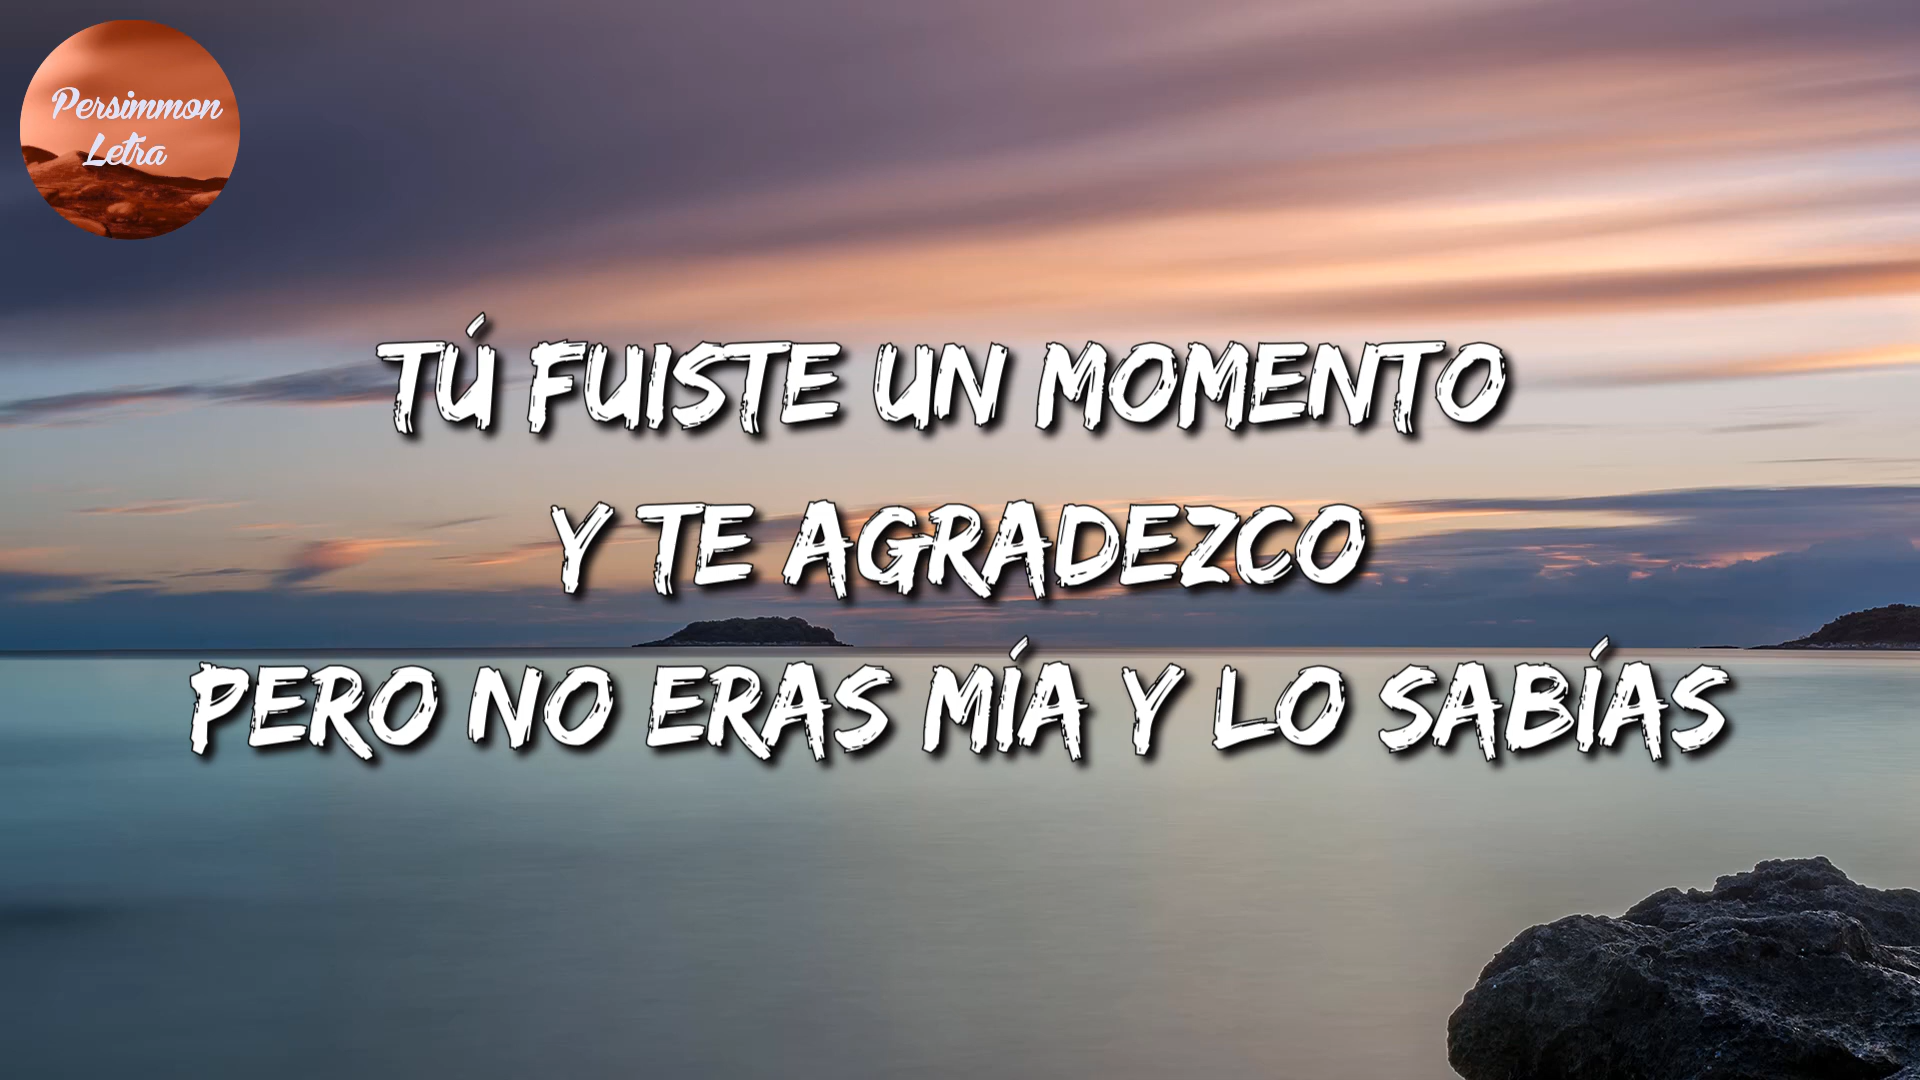 Persimmon
Letra
TÚ FUISTE UN MOMENTO
Y TE AGRADEZCO
PERO NO ERAS MÍA Y LO SABÍAS